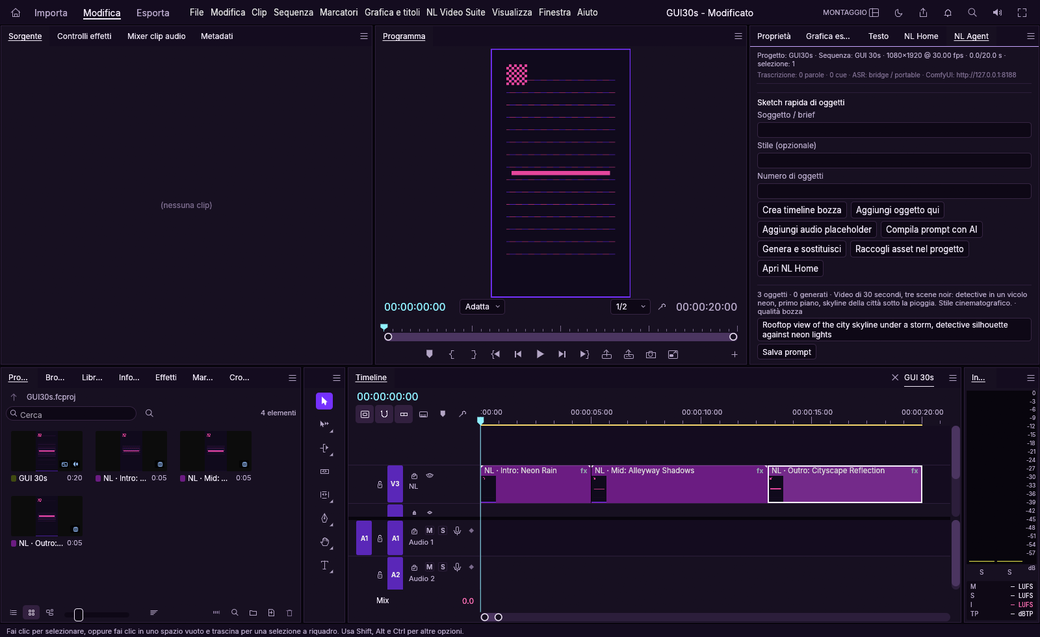 Importa Modifica Esporta File Modifica Clip Sequenza Marcatori Grafica e titoli NL Video Suite Visualizza Finestra Aiuto GUI30s - Modificato MONTAGGIO
Sorgente Controlli effetti Mixer clip audio Metadati
(nessuna clip)
Programma
00:00:00:00 Adatta 1/2 00:00:20:00
Proprietà Grafica es... Testo NL Home NL Agent
Progetto: GUI30s · Sequenza: GUI 30s · 1080×1920 @ 30.00 fps · 0.0/20.0 s ·
selezione: 1
Trascrizione: 0 parole · 0 cue · ASR: bridge / portable · ComfyUI: http://127.0.0.1:8188
Sketch rapida di oggetti
Soggetto / brief
Stile (opzionale)
Numero di oggetti
Crea timeline bozza Aggiungi oggetto qui
Aggiungi audio placeholder Compila prompt con AI
Genera e sostituisci Raccogli asset nel progetto
Apri NL Home
3 oggetti · 0 generati · Video di 30 secondi, tre scene noir: detective in un vicolo
neon, primo piano, skyline della città sotto la pioggia. Stile cinematografico. ·
qualità bozza
Rooftop view of the city skyline under a storm, detective silhouette
against neon lights
Salva prompt
Pro... Bro... Libr... Info... Effetti Mar... Cro...
GUI30s.fcproj
Cerca 4 elementi
GUI 30s 0:20 NL · Intro: ... 0:05 NL · Mid: ... 0:05
NL · Outro:... 0:05
Timeline GUI 30s
00:00:00:00
:00:00 00:00:05:00 00:00:10:00 00:00:15:00 00:00:20:00
V3 NL
NL · Intro: Neon Rain fx NL · Mid: Alleyway Shadows fx NL · Outro: Cityscape Reflection fx
A1 A1 M S Audio 1
A2 M S Audio 2
Mix 0.0
In...
0
-3
-6
-9
-12
-15
-18
-21
-24
-27
-30
-33
-36
-39
-42
-45
-48
-51
-54
-57
dB
S S
M – LUFS
S – LUFS
I – LUFS
TP – dBTP
Fai clic per selezionare, oppure fai clic in uno spazio vuoto e trascina per una selezione a riquadro. Usa Shift, Alt e Ctrl per altre opzioni.